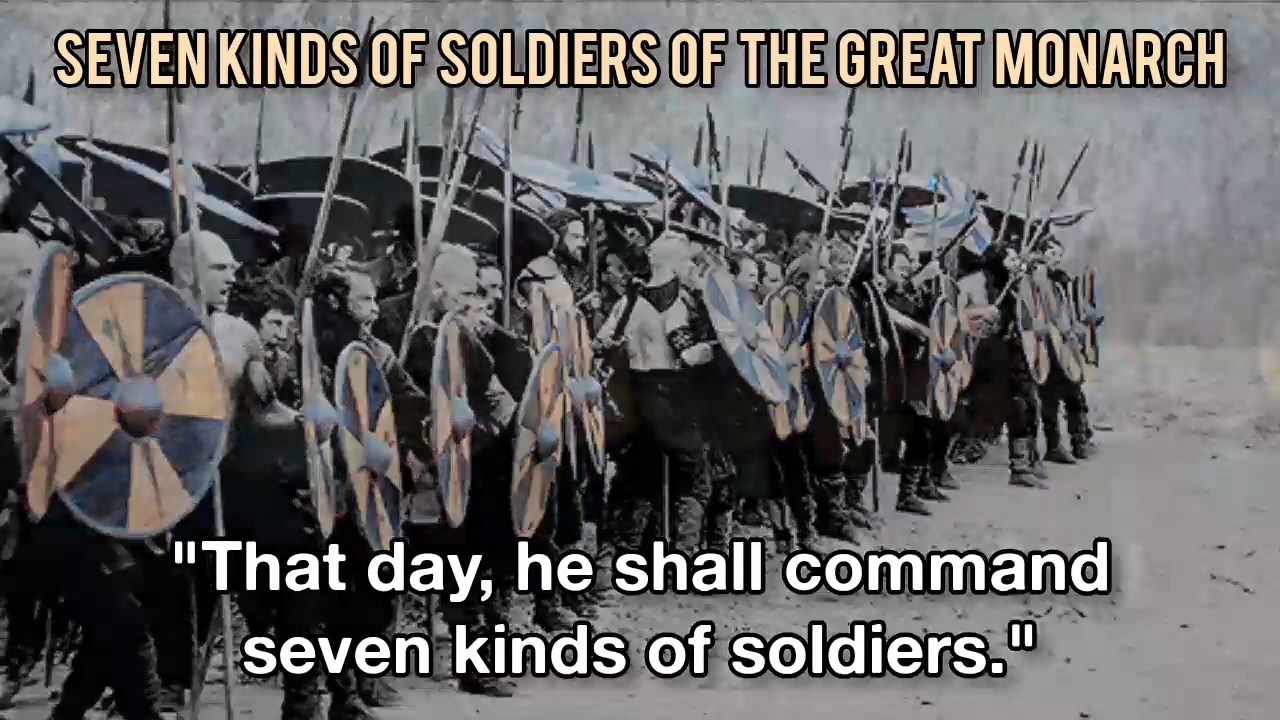 SEVEN KINDS OF SOLDIERS OF THE GREAT MONARCH
"That day, he shall command
seven kinds of soldiers."